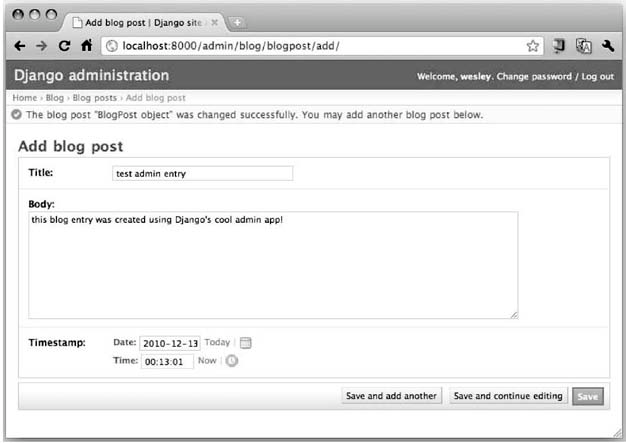 Add blog post | Django site
localhost:8000/admin/blog/blogpost/add/
Django administration
Welcome, wesley. Change password / Log out
Home › Blog › Blog posts › Add blog post
The blog post "BlogPost object" was changed successfully. You may add another blog post below.
Add blog post
Title: test admin entry
Body:
this blog entry was created using Django's cool admin app!
Timestamp: Date: 2010-12-13 Today |
Time: 00:13:01 Now |
Save and add another Save and continue editing Save